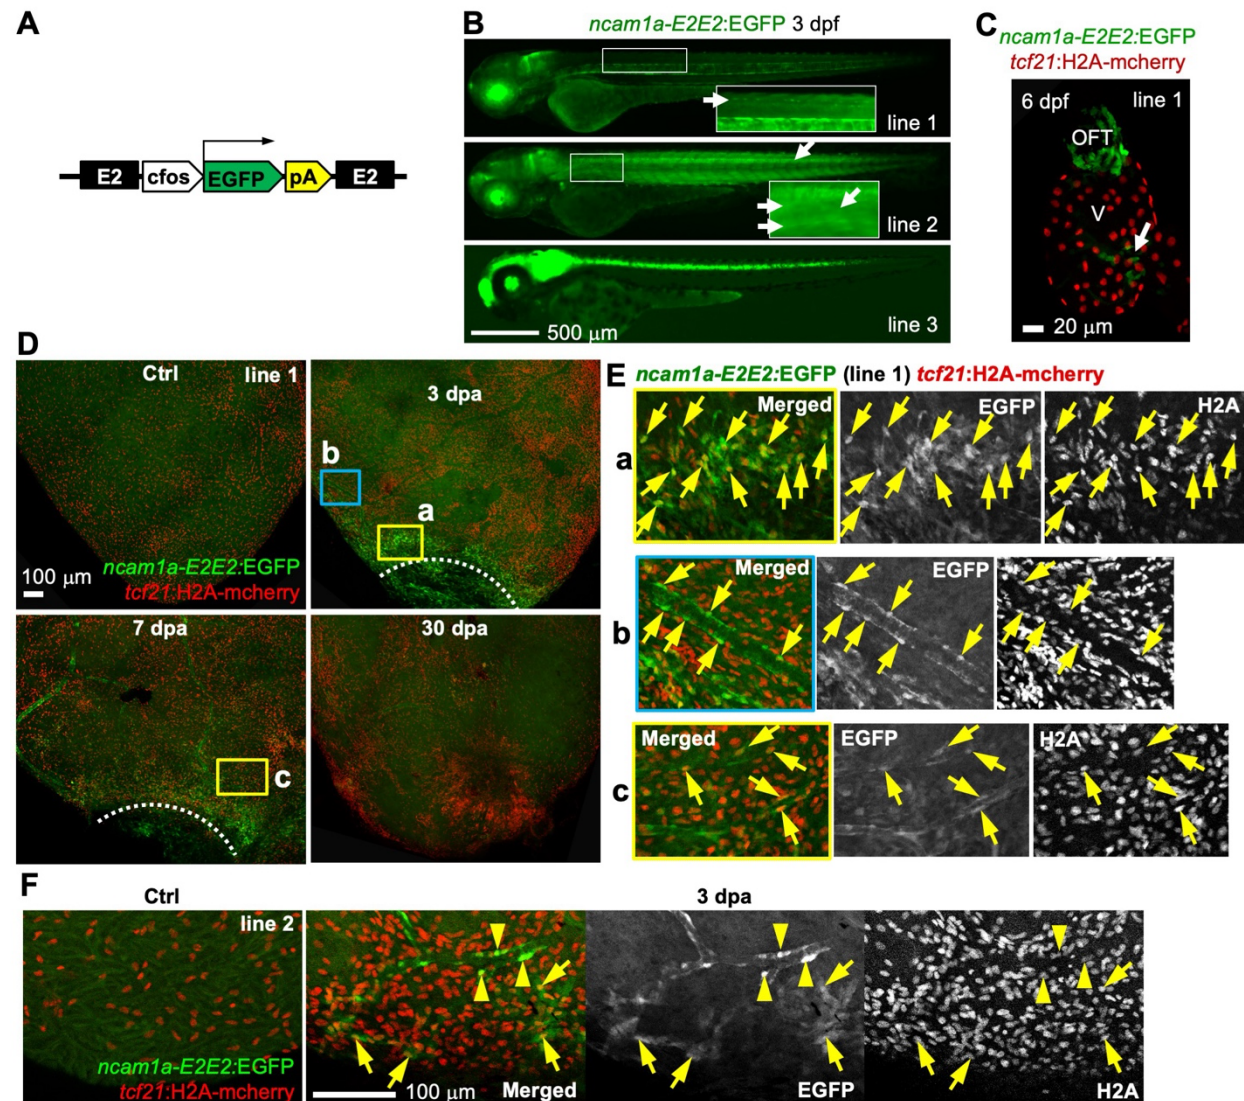 A
E2
cfos
EGFP
pA
E2
B
ncam1a-E2E2:EGFP 3 dpf
line 1
line 2
line 3
500 μm
C
ncam1a-E2E2:EGFP
tcf21:H2A-mcherry
6 dpf
line 1
OFT
V
20 μm
D
Ctrl
line 1
100 μm
ncam1a-E2E2:EGFP
tcf21:H2A-mcherry
3 dpa
b
a
7 dpa
c
30 dpa
E
ncam1a-E2E2:EGFP (line 1) tcf21:H2A-mcherry
a
Merged
EGFP
H2A
b
Merged
EGFP
c
Merged
EGFP
H2A
F
Ctrl
3 dpa
line 2
ncam1a-E2E2:EGFP
tcf21:H2A-mcherry
100 μm
Merged
EGFP
H2A